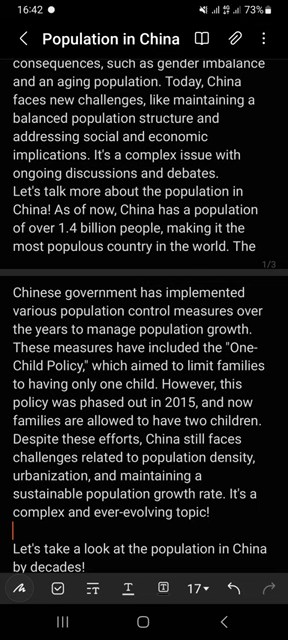 16:42
73%
Population in China
consequences, such as gender imbalance
and an aging population. Today, China
faces new challenges, like maintaining a
balanced population structure and
addressing social and economic
implications. It's a complex issue with
ongoing discussions and debates.
Let's talk more about the population in
China! As of now, China has a population
of over 1.4 billion people, making it the
most populous country in the world. The
1/3
Chinese government has implemented
various population control measures over
the years to manage population growth.
These measures have included the "One-
Child Policy," which aimed to limit families
to having only one child. However, this
policy was phased out in 2015, and now
families are allowed to have two children.
Despite these efforts, China still faces
challenges related to population density,
urbanization, and maintaining a
sustainable population growth rate. It's a
complex and ever-evolving topic!
Let's take a look at the population in China
by decades!
17